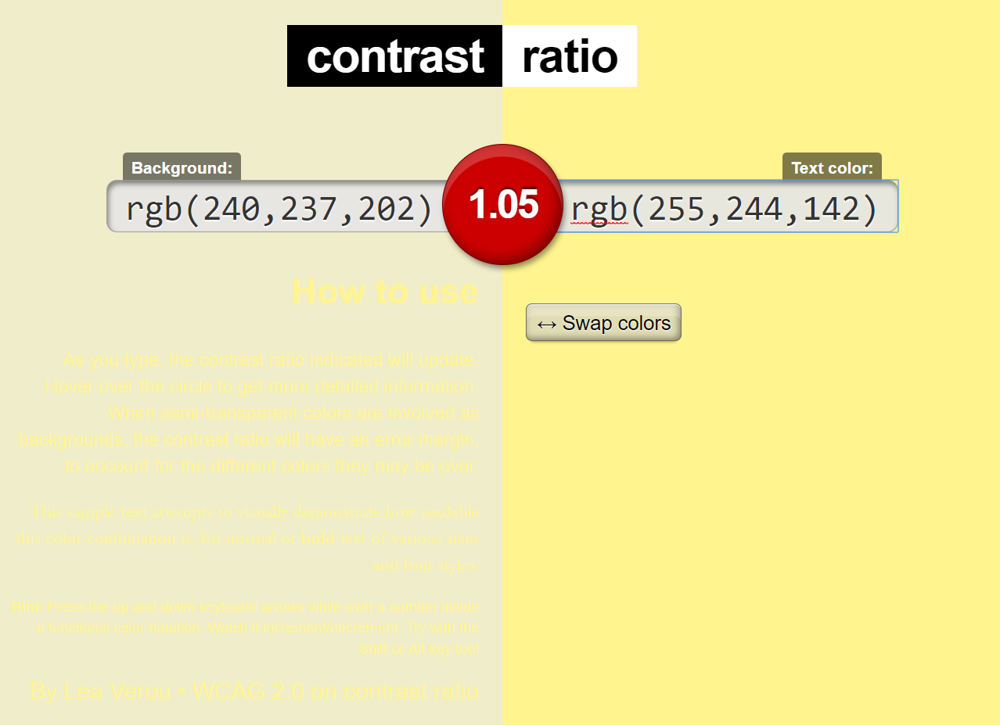 contrast ratio
Background:
Text color:
rgb(240,237,202)
1.05
rgb(255,244,142)
How to use
↔ Swap colors
As you type, the contrast ratio indicated will update.
Hover over the circle to get more detailed information.
When semi-transparent colors are involved as
backgrounds, the contrast ratio will have an error margin,
to account for the different colors they may be over.
This sample text attempts to visually demonstrate how readable
this color combination is, for normal or bold text of various sizes
and font styles.
Hint: Press the up and down keyboard arrows while over a number inside
a functional color notation. Watch it increment/decrement. Try with the
Shift or Alt key too!
By Lea Verou • WCAG 2.0 on contrast ratio